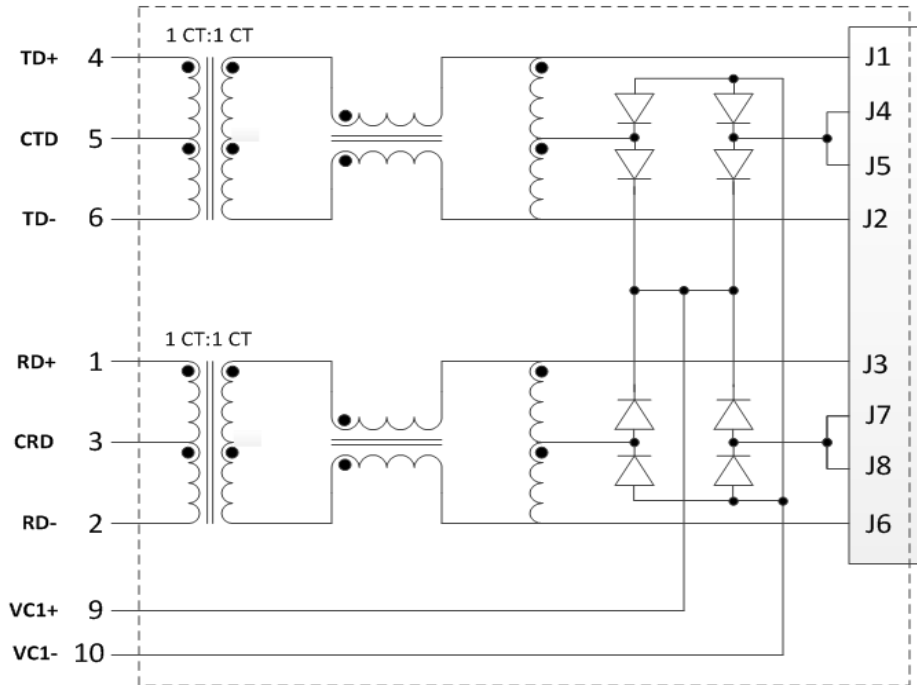 1 CT:1 CT
TD+ 4 J1
J4
CTD 5
J5
TD- 6 J2
1 CT:1 CT
RD+ 1 J3
J7
CRD 3
J8
RD- 2 J6
VC1+ 9
VC1- 10